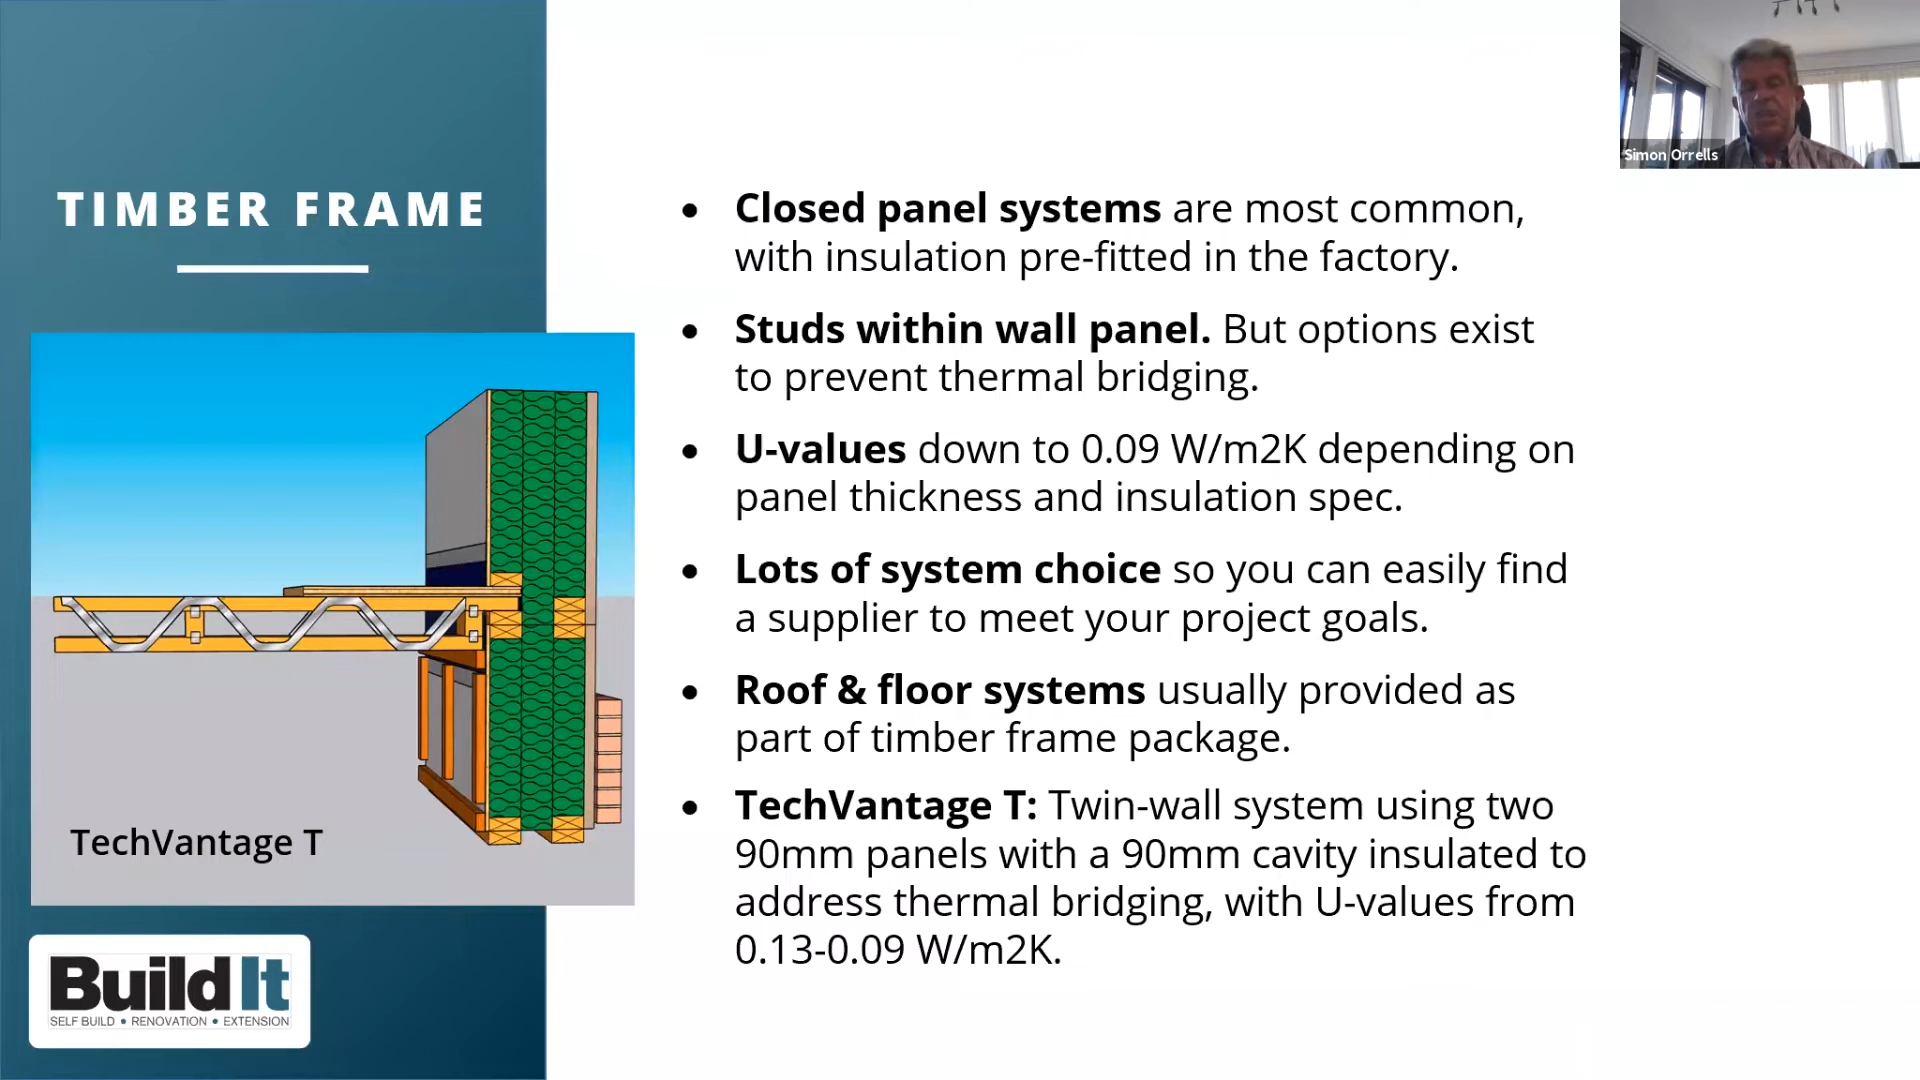 TIMBER FRAME
TechVantage T
Build It
SELF BUILD • RENOVATION • EXTENSION
• Closed panel systems are most common,
with insulation pre-fitted in the factory.
• Studs within wall panel. But options exist
to prevent thermal bridging.
• U-values down to 0.09 W/m2K depending on
panel thickness and insulation spec.
• Lots of system choice so you can easily find
a supplier to meet your project goals.
• Roof & floor systems usually provided as
part of timber frame package.
• TechVantage T: Twin-wall system using two
90mm panels with a 90mm cavity insulated to
address thermal bridging, with U-values from
0.13-0.09 W/m2K.
Simon Orrells